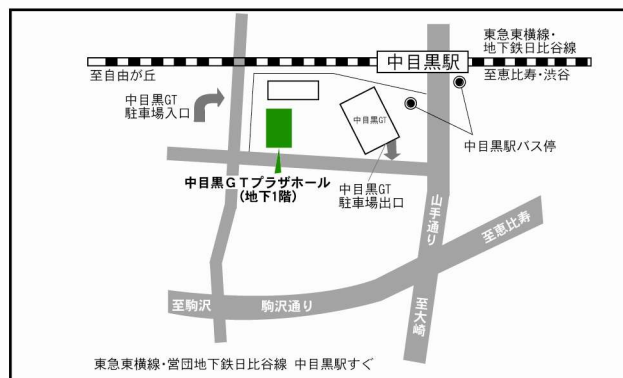 東急東横線・
地下鉄日比谷線
中目黒駅
至自由が丘
至恵比寿・渋谷
中目黒GT
駐車場入口
中目黒GT
中目黒駅バス停
中目黒GTプラザホール
(地下1階)
中目黒GT
駐車場出口
山手通り
至恵比寿
至駒沢
駒沢通り
至大崎
東急東横線・営団地下鉄日比谷線 中目黒駅すぐ